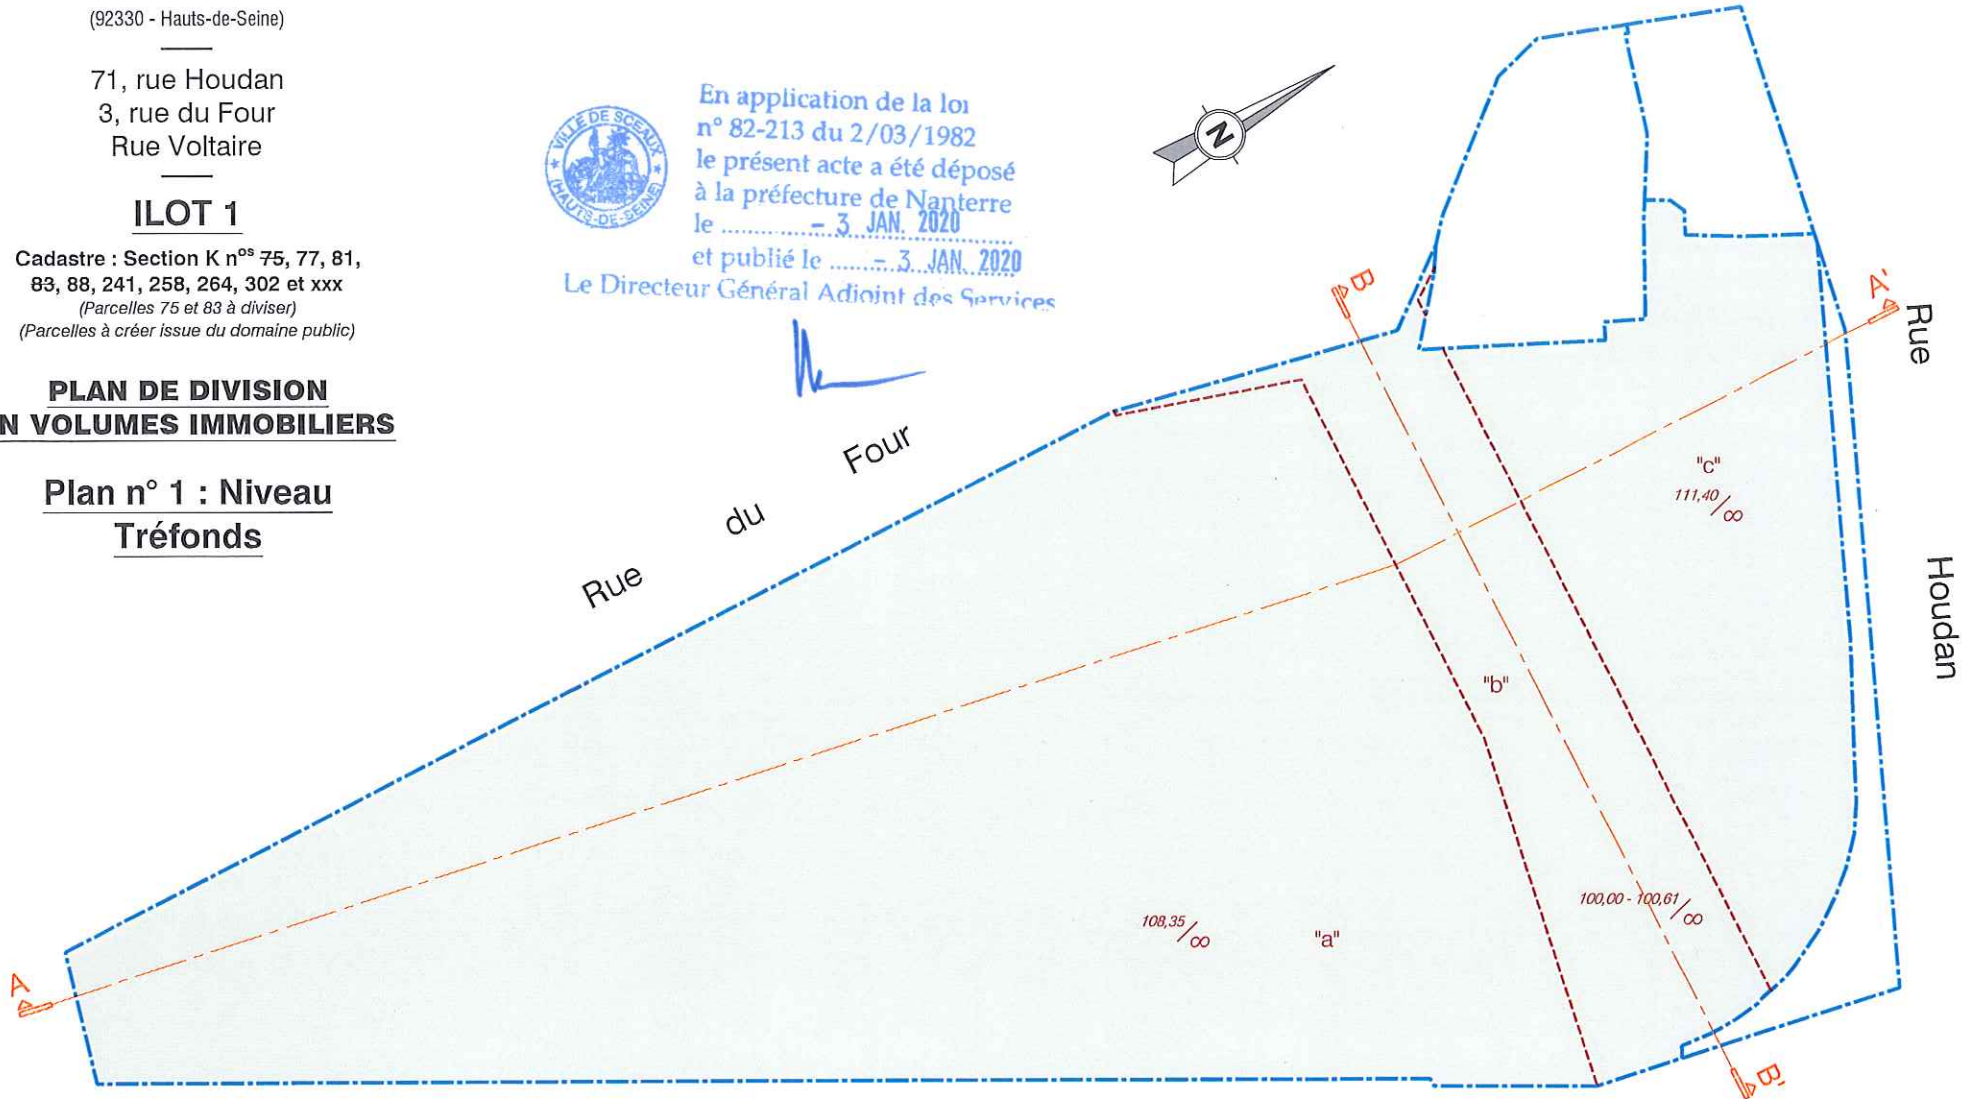 (92330 - Hauts-de-Seine)
71, rue Houdan
3, rue du Four
Rue Voltaire
ILOT 1
Cadastre : Section K nos 75, 77, 81,
83, 88, 241, 258, 264, 302 et xxx
(Parcelles 75 et 83 à diviser)
(Parcelles à créer issue du domaine public)
PLAN DE DIVISION
N VOLUMES IMMOBILIERS
Plan n° 1 : Niveau
Tréfonds
VILLE DE SCEAUX
(HAUTS-DE-SEINE)
En application de la loi
n° 82-213 du 2/03/1982
le présent acte a été déposé
à la préfecture de Nanterre
le ........... - 3 JAN. 2020
et publié le ........ - 3 JAN. 2020
Le Directeur Général Adjoint des Services
N
Rue du Four
Rue Houdan
A
A'
B
B'
"c"
111,40/∞
"b"
100,00 - 100,61/∞
108,35/∞
"a"